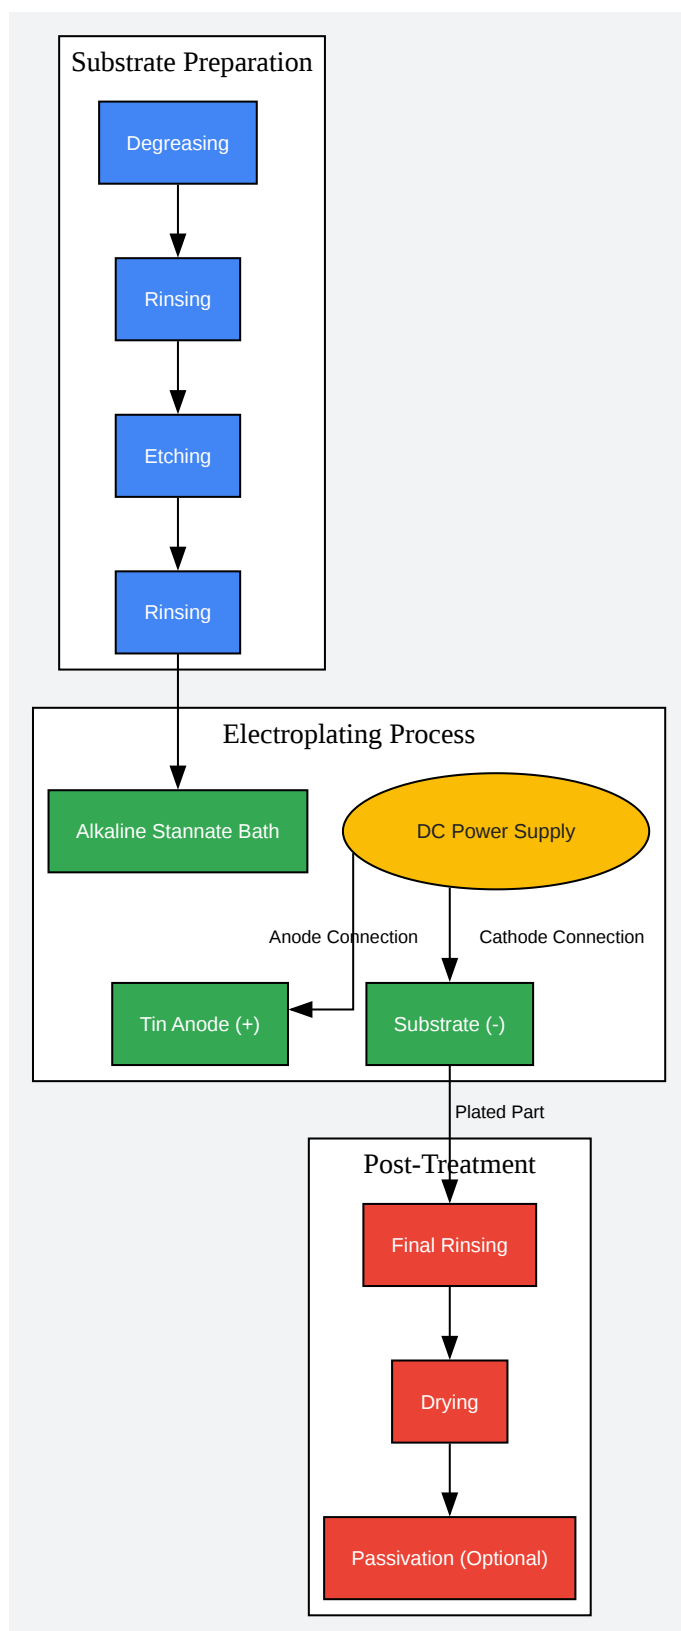 Substrate Preparation
Degreasing
Rinsing
Etching
Rinsing
Electroplating Process
Alkaline Stannate Bath
DC Power Supply
Anode Connection
Cathode Connection
Tin Anode (+)
Substrate (-)
Plated Part
Post-Treatment
Final Rinsing
Drying
Passivation (Optional)